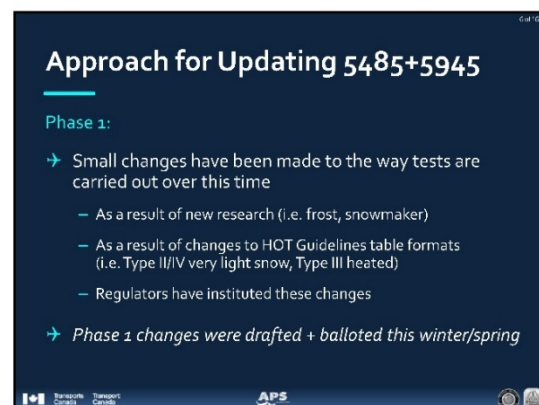 6 of 16
Approach for Updating 5485+5945
Phase 1:
Small changes have been made to the way tests are
carried out over this time
– As a result of new research (i.e. frost, snowmaker)
– As a result of changes to HOT Guidelines table formats
(i.e. Type II/IV very light snow, Type III heated)
– Regulators have instituted these changes
Phase 1 changes were drafted + balloted this winter/spring
Transports Transport
Canada Canada
APS